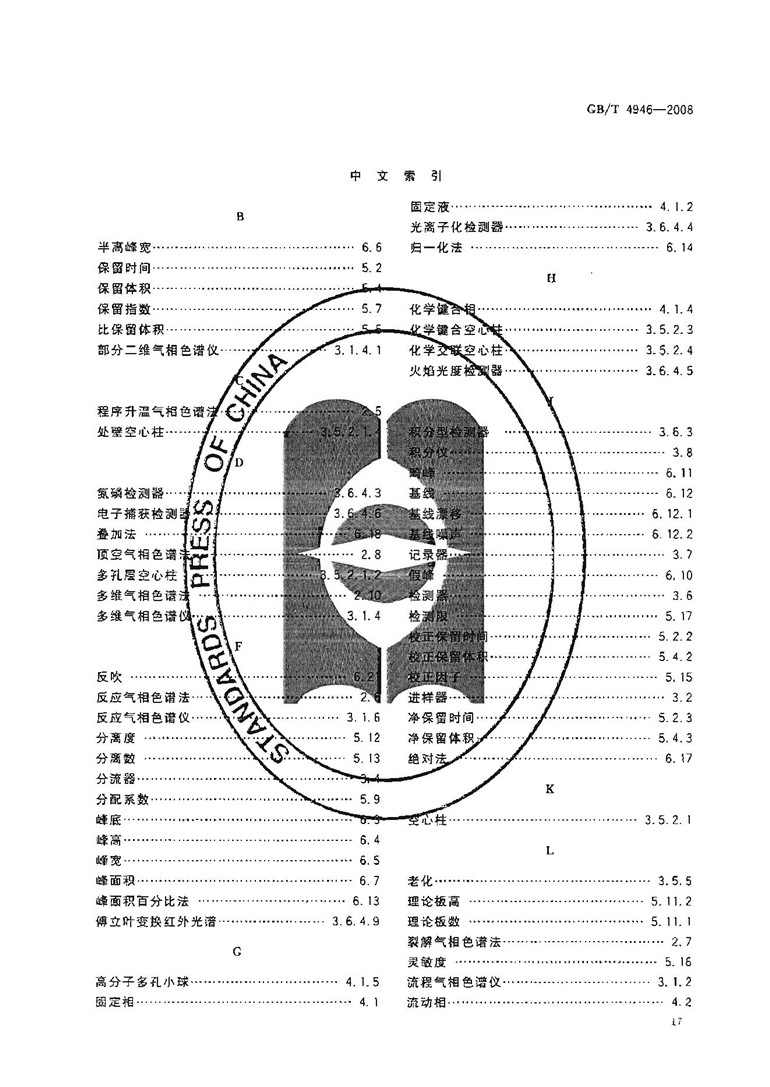 GB/T 4946—2008
中 文 索 引
B
半高峰宽 6.6
保留时间 5.2
保留体积 5.4
保留指数 5.7
比保留体积 5.5
部分二维气相色谱仪 3.1.4.1
C
程序升温气相色谱法 2.5
处壁空心柱 3.5.2.1.
D
氮磷检测器 3.6.4.3
电子捕获检测器 3.6.4.6
叠加法 6.18
顶空气相色谱法 2.8
多孔层空心柱 3.5.2.1.2
多维气相色谱法 2.10
多维气相色谱仪 3.1.4
F
反吹 6.21
反应气相色谱法 2.6
反应气相色谱仪 3.1.6
分离度 5.12
分离数 5.13
分流器 3.4
分配系数 5.9
峰底 6.3
峰高 6.4
峰宽 6.5
峰面积 6.7
峰面积百分比法 6.13
傅立叶变换红外光谱 3.6.4.9
G
高分子多孔小球 4.1.5
固定相 4.1
固定液 4.1.2
光离子化检测器 3.6.4.4
归一化法 6.14
H
化学键合相 4.1.4
化学键合空心柱 3.5.2.3
化学交联空心柱 3.5.2.4
火焰光度检测器 3.6.4.5
J
积分型检测器 3.6.3
积分仪 3.8
峰 6.11
基线 6.12
基线漂移 6.12.1
基线噪声 6.12.2
记录器 3.7
假峰 6.10
检测器 3.6
检测限 5.17
校正保留时间 5.2.2
校正保留体积 5.4.2
校正因子 5.15
进样器 3.2
净保留时间 5.2.3
净保留体积 5.4.3
绝对法 6.17
K
空心柱 3.5.2.1
L
老化 3.5.5
理论板高 5.11.2
理论板数 5.11.1
裂解气相色谱法 2.7
灵敏度 5.16
流程气相色谱仪 3.1.2
流动相 4.2
17
STANDARDS PRESS OF CHINA